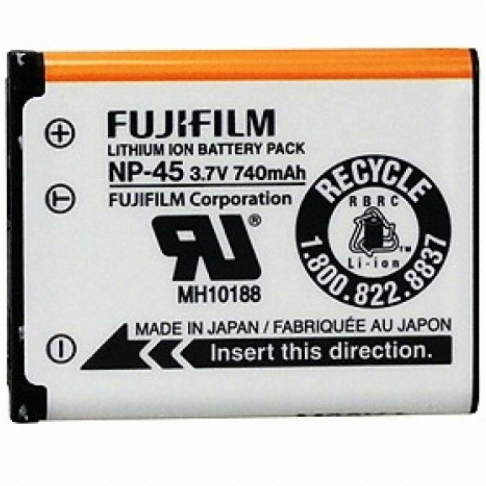 FUJIFILM
LITHIUM ION BATTERY PACK
NP-45 3.7V 740mAh
FUJIFILM Corporation
RU
MH10188
RECYCLE
RBRC
Li-ion
1.800.822.8837
MADE IN JAPAN / FABRIQUÉE AU JAPON
Insert this direction.